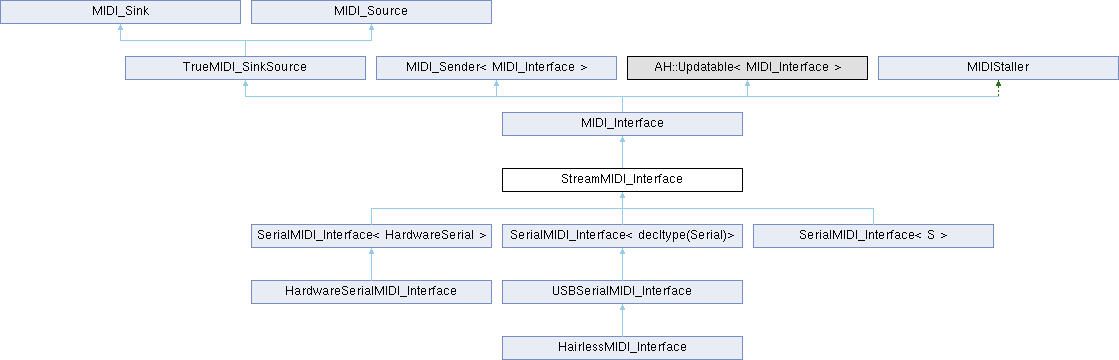 MIDI_Sink
MIDI_Source
TrueMIDI_SinkSource
MIDI_Sender< MIDI_Interface >
AH::Updatable< MIDI_Interface >
MIDIStaller
MIDI_Interface
StreamMIDI_Interface
SerialMIDI_Interface< HardwareSerial >
SerialMIDI_Interface< decltype(Serial)>
SerialMIDI_Interface< S >
HardwareSerialMIDI_Interface
USBSerialMIDI_Interface
HairlessMIDI_Interface